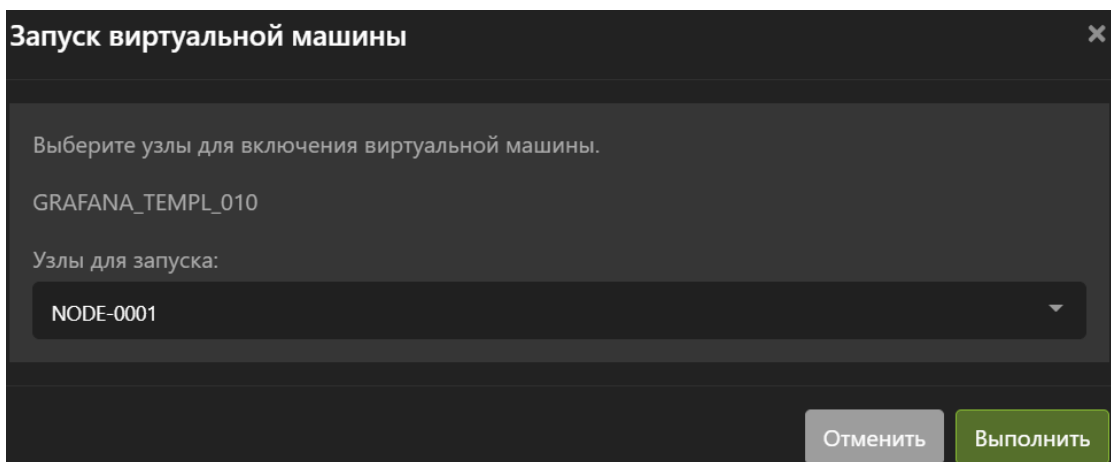 Запуск виртуальной машины
Выберите узлы для включения виртуальной машины.
GRAFANA_TEMPL_010
Узлы для запуска:
NODE-0001
Отменить
Выполнить